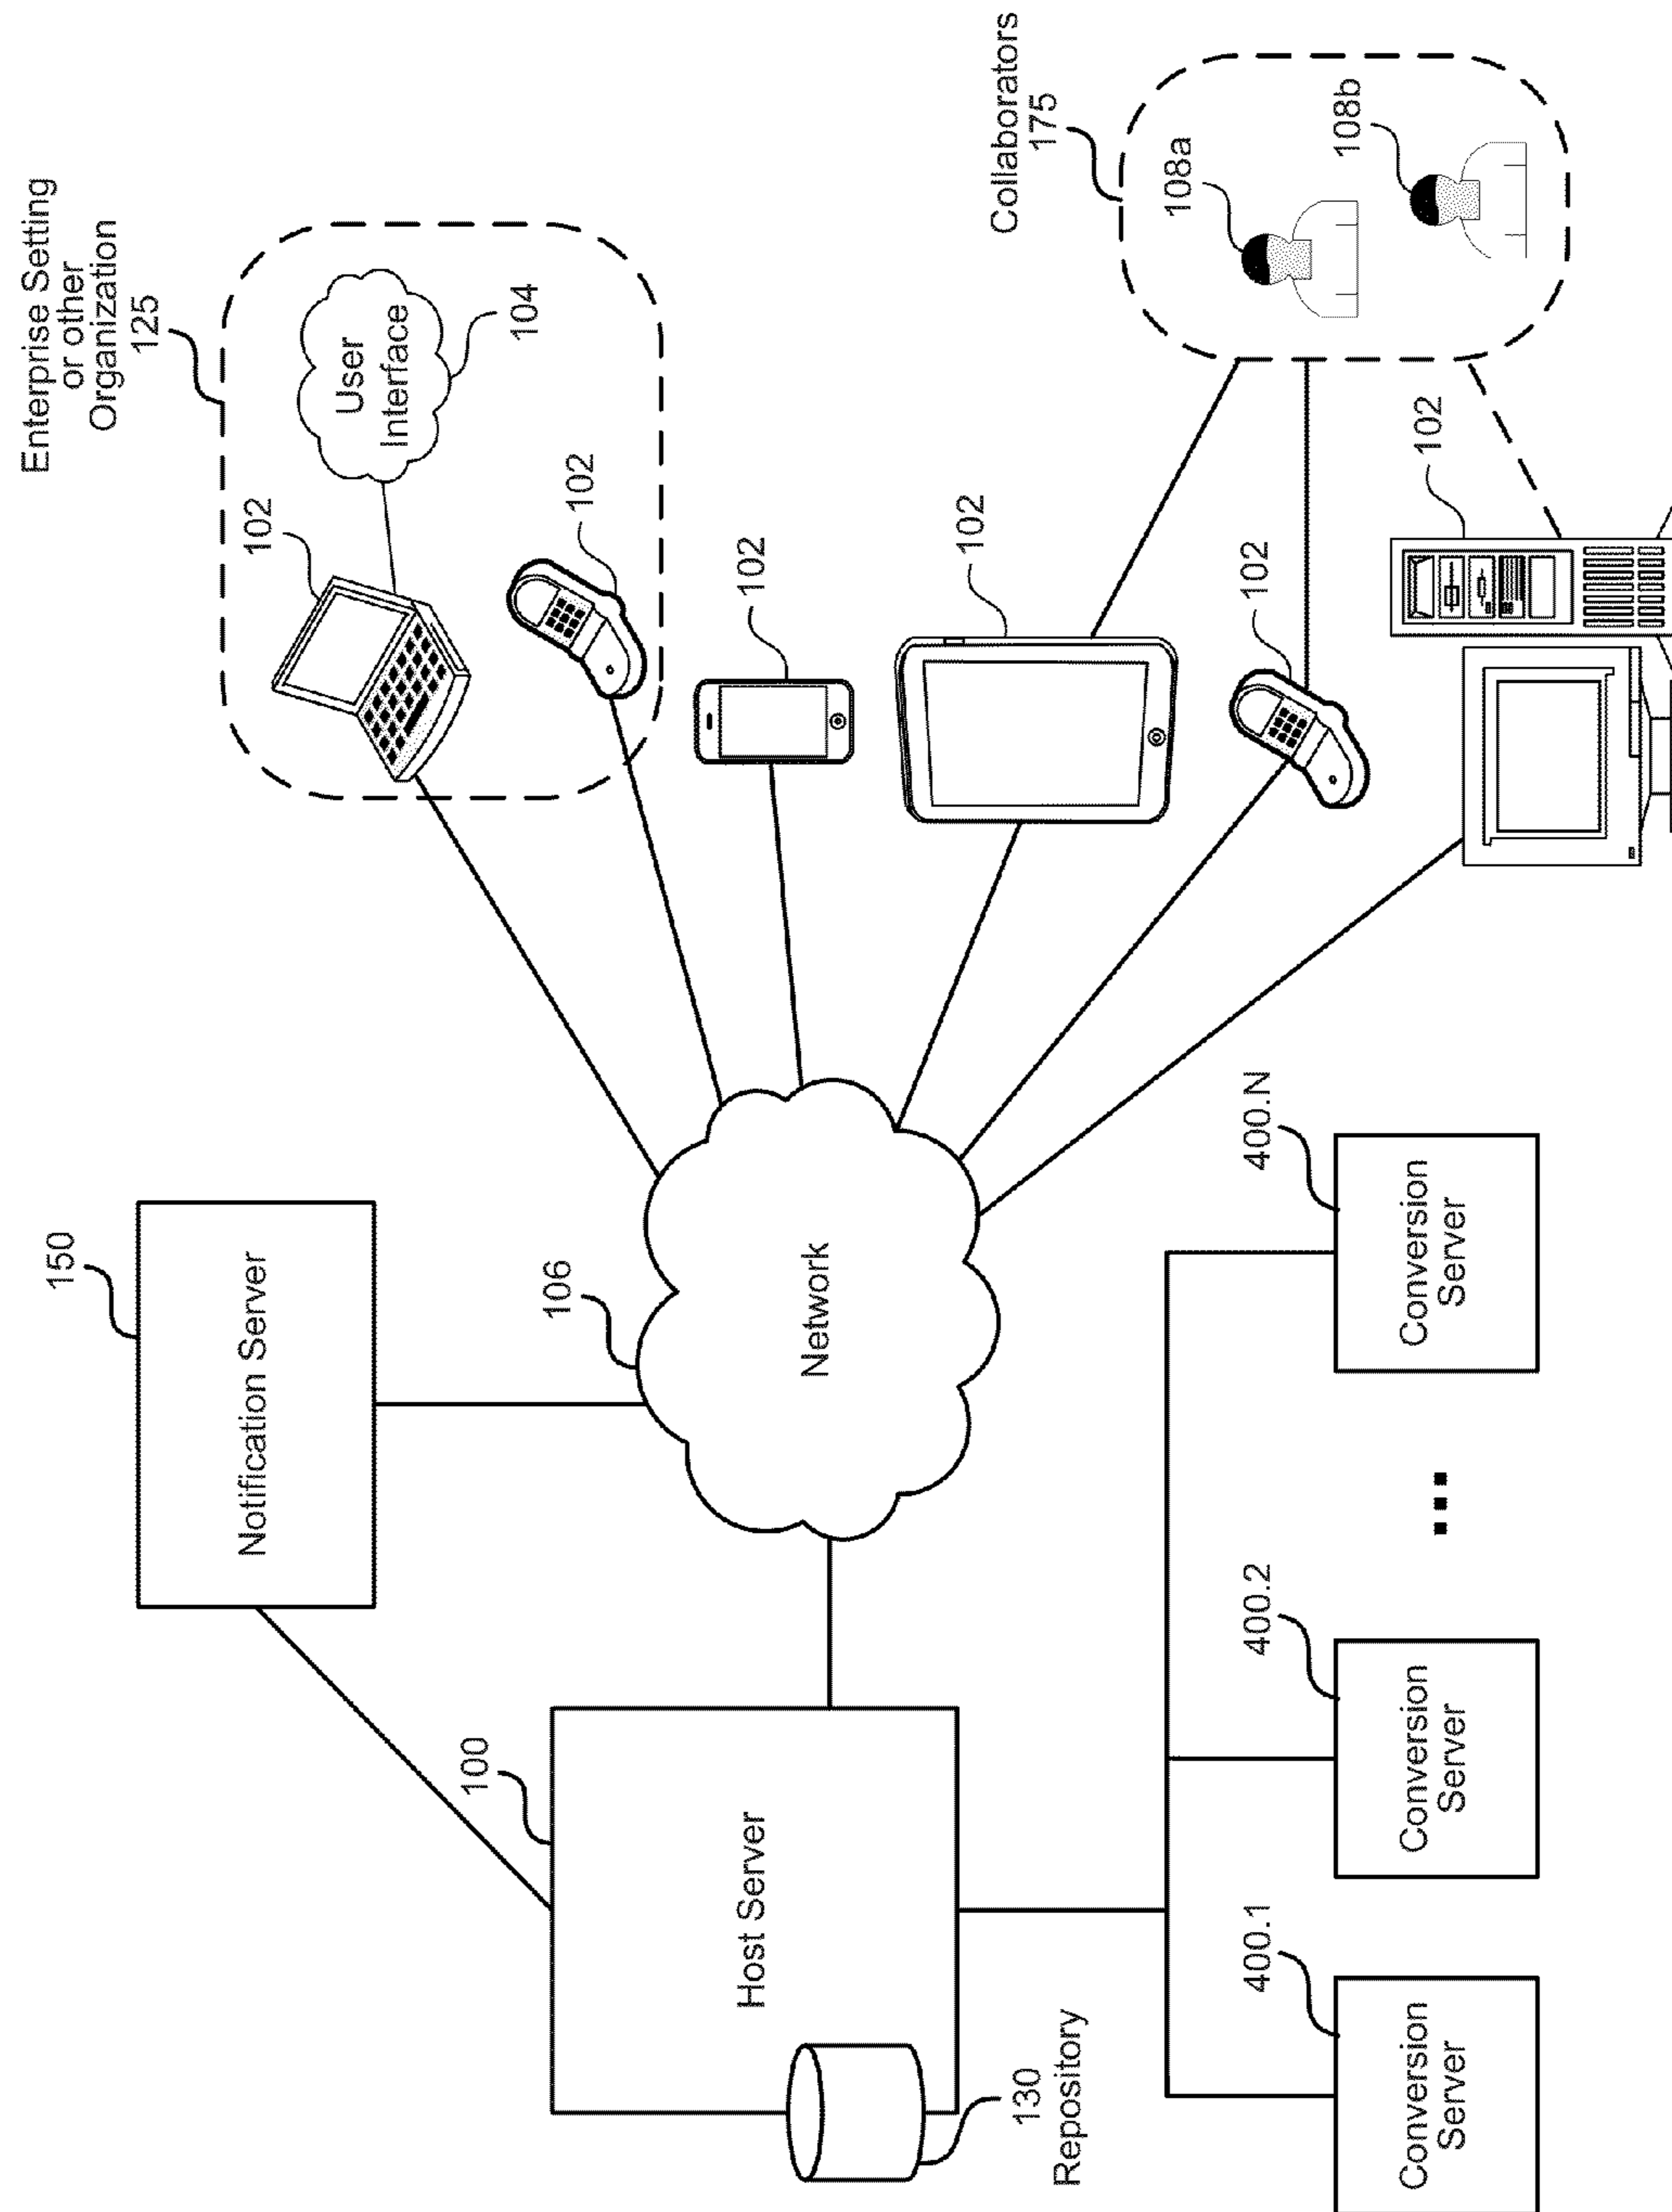 Enterprise Setting
or other
Organization
125
150
Notification Server
102
User
Interface
104
102
106
Network
102
100
Host Server
102
Collaborators
175
108a
108b
102
130
Repository
102
400.1
Conversion
Server
400.2
Conversion
Server
400.N
Conversion
Server